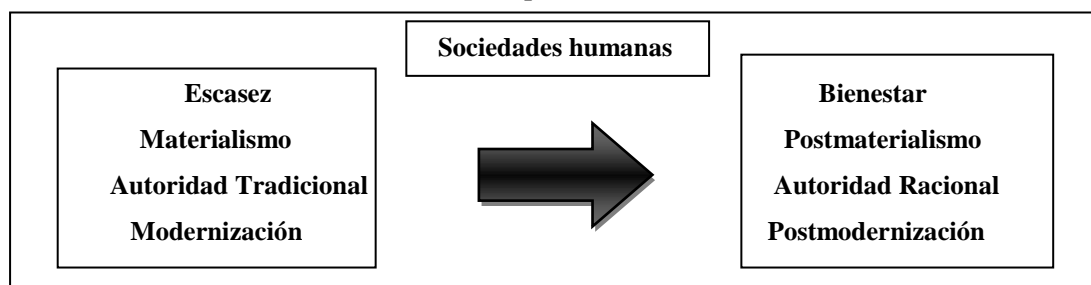 Sociedades humanas
Escasez
Materialismo
Autoridad Tradicional
Modernización
Bienestar
Postmaterialismo
Autoridad Racional
Postmodernización